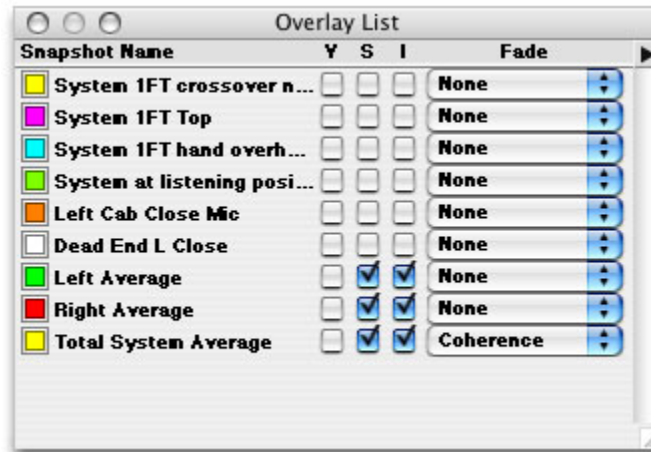 Overlay List
Snapshot Name Y S I Fade
System 1FT crossover n... None
System 1FT Top None
System 1FT hand overh... None
System at listening posi... None
Left Cab Close Mic None
Dead End L Close None
Left Average None
Right Average None
Total System Average Coherence